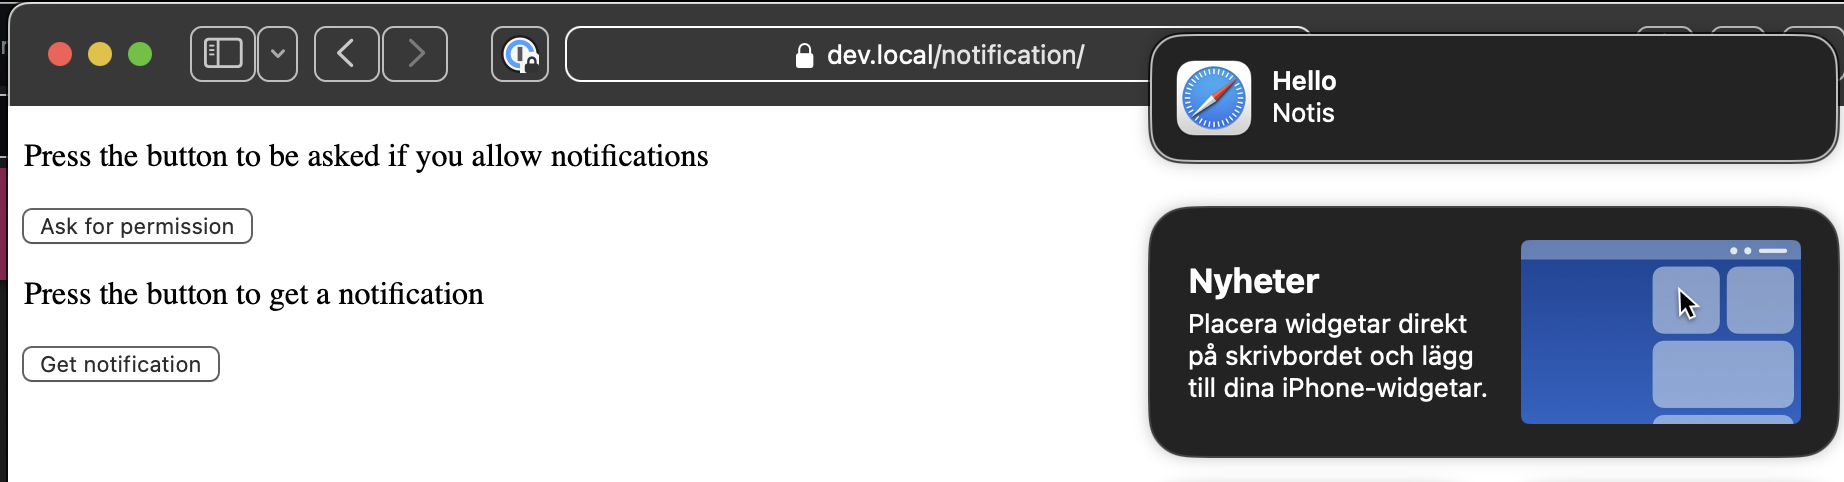 dev.local/notification/
Hello
Notis
Press the button to be asked if you allow notifications
Ask for permission
Press the button to get a notification
Get notification
Nyheter
Placera widgetar direkt
på skrivbordet och lägg
till dina iPhone-widgetar.